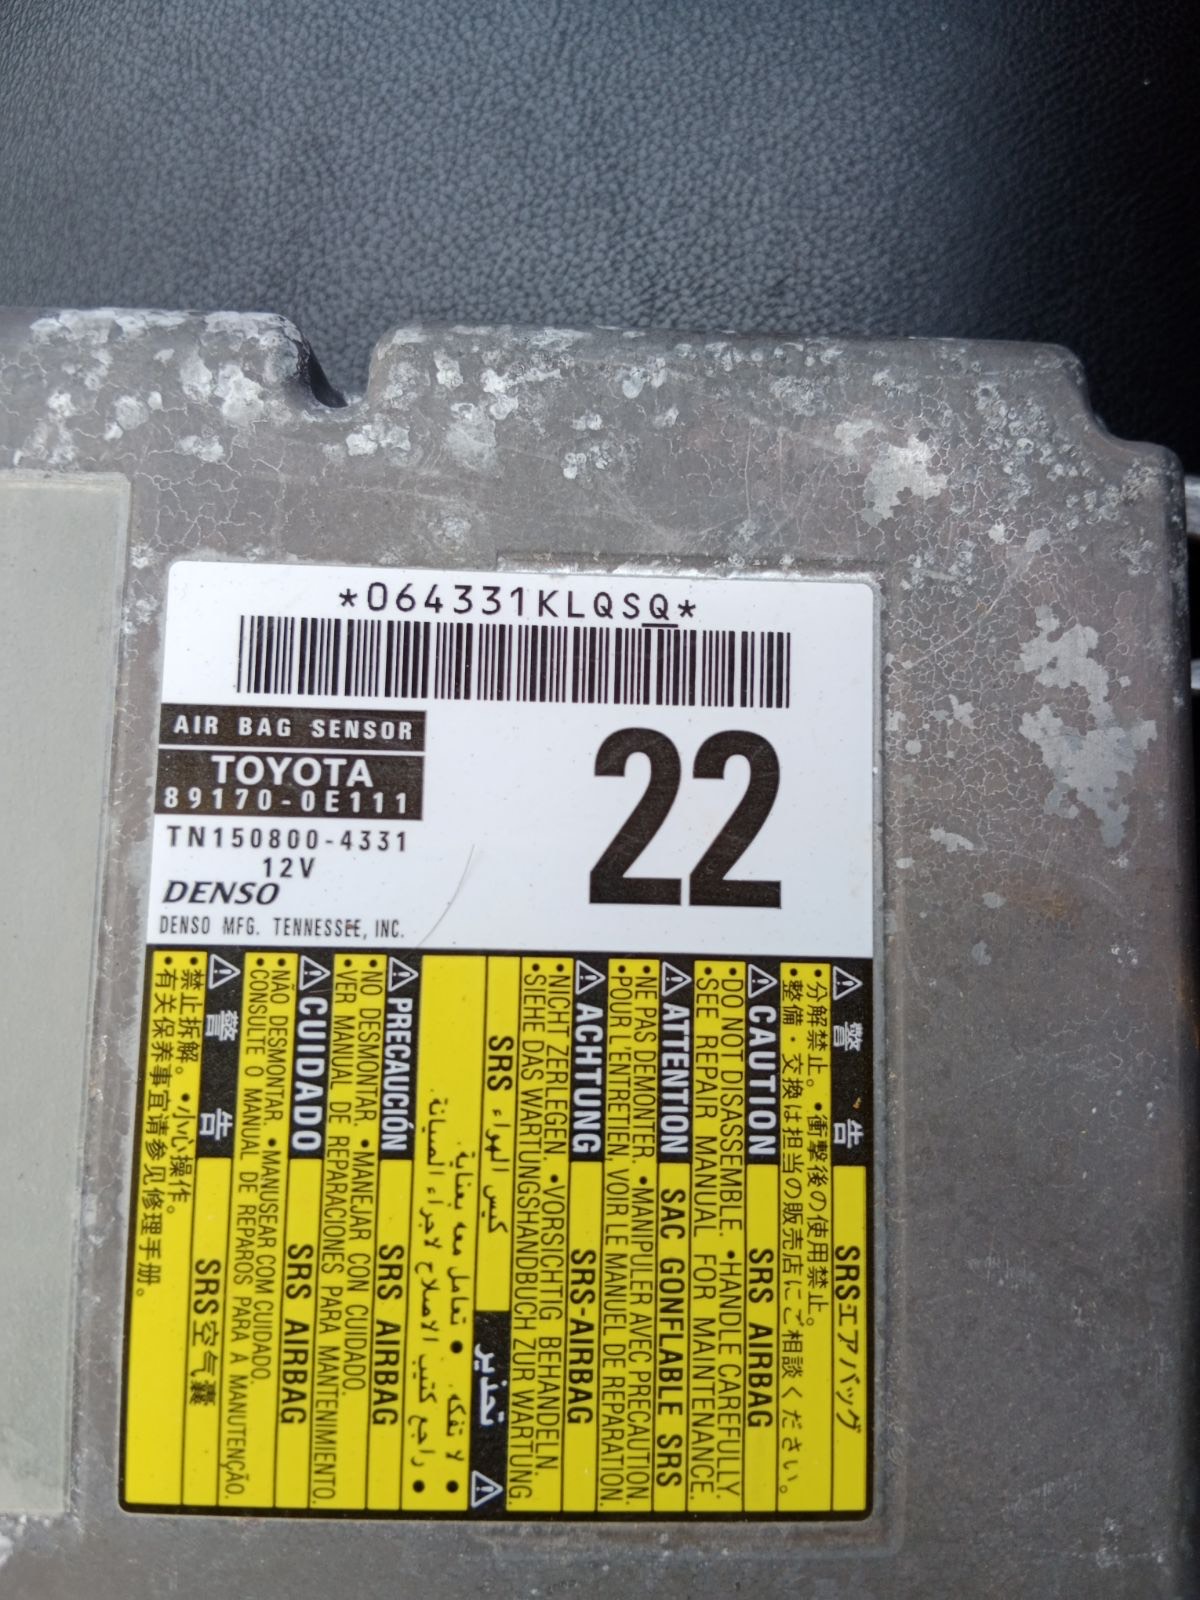 *064331KLQSQ*
AIR BAG SENSOR
TOYOTA
89170-0E111
22
TN150800-4331
12V
DENSO
DENSO MFG. TENNESSEE, INC.
⚠警告 SRSエアバッグ
•分解禁止。•衝撃後の使用禁止。
•整備・交換は担当の販売店にご相談ください。
⚠CAUTION SRS AIRBAG
•DO NOT DISASSEMBLE. •HANDLE CAREFULLY.
•SEE REPAIR MANUAL FOR MAINTENANCE.
⚠ATTENTION SAC GONFLABLE SRS
•NE PAS DEMONTER. •MANIPULER AVEC PRECAUTION.
•POUR L'ENTRETIEN, VOIR LE MANUEL DE REPARATION.
⚠ACHTUNG SRS-AIRBAG
•NICHT ZERLEGEN. •VORSICHTIG BEHANDELN.
•SIEHE DAS WARTUNGSHANDBUCH ZUR WARTUNG.
⚠ تحذير كيس الهواء SRS
• لا تفكه. • تعامل معه بعناية.
• راجع كتيب الاصلاح لاجراء الصيانة.
⚠PRECAUCIÓN SRS AIRBAG
•NO DESMONTAR. •MANEJAR CON CUIDADO.
•VER MANUAL DE REPARACIONES PARA MANTENIMIENTO.
⚠CUIDADO SRS AIRBAG
•NÃO DESMONTAR. •MANUSEAR COM CUIDADO.
•CONSULTE O MANUAL DE REPAROS PARA A MANUTENÇÃO.
⚠警告 SRS空气囊
•禁止拆解。•小心操作。
•有关保养事宜请参见修理手册。